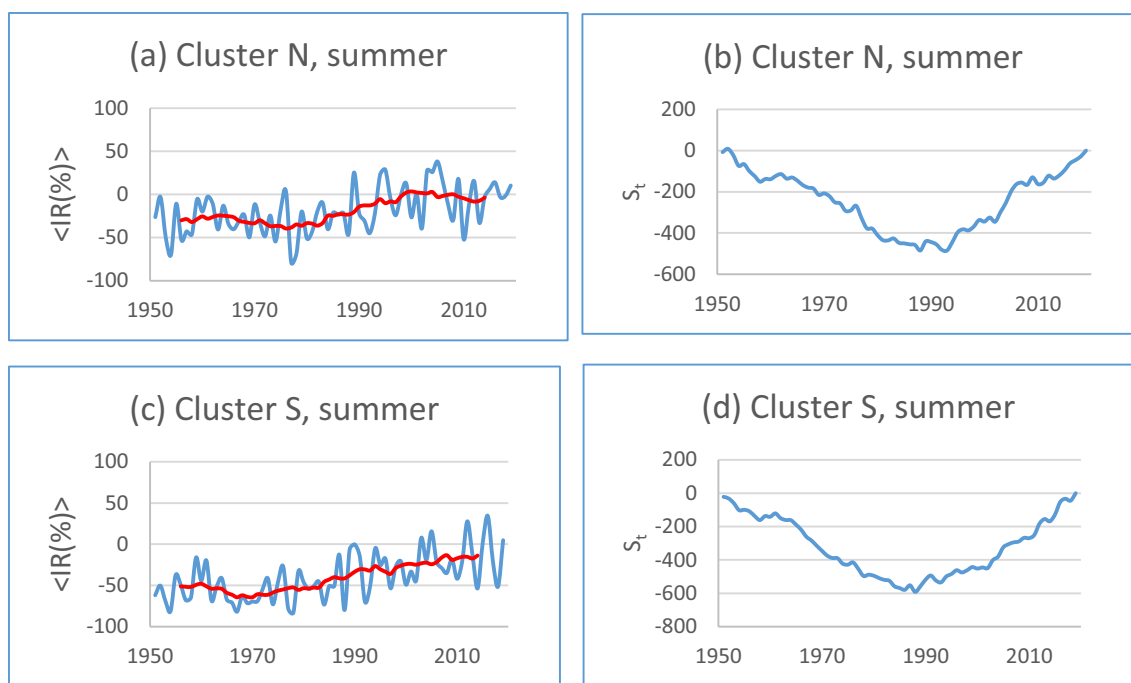 (a) Cluster N, summer
<IR(%)>
100
50
0
-50
-100
1950 1970 1990 2010
(b) Cluster N, summer
St
200
0
-200
-400
-600
1950 1970 1990 2010
(c) Cluster S, summer
<IR(%)>
100
50
0
-50
-100
1950 1970 1990 2010
(d) Cluster S, summer
St
200
0
-200
-400
-600
-800
1950 1970 1990 2010